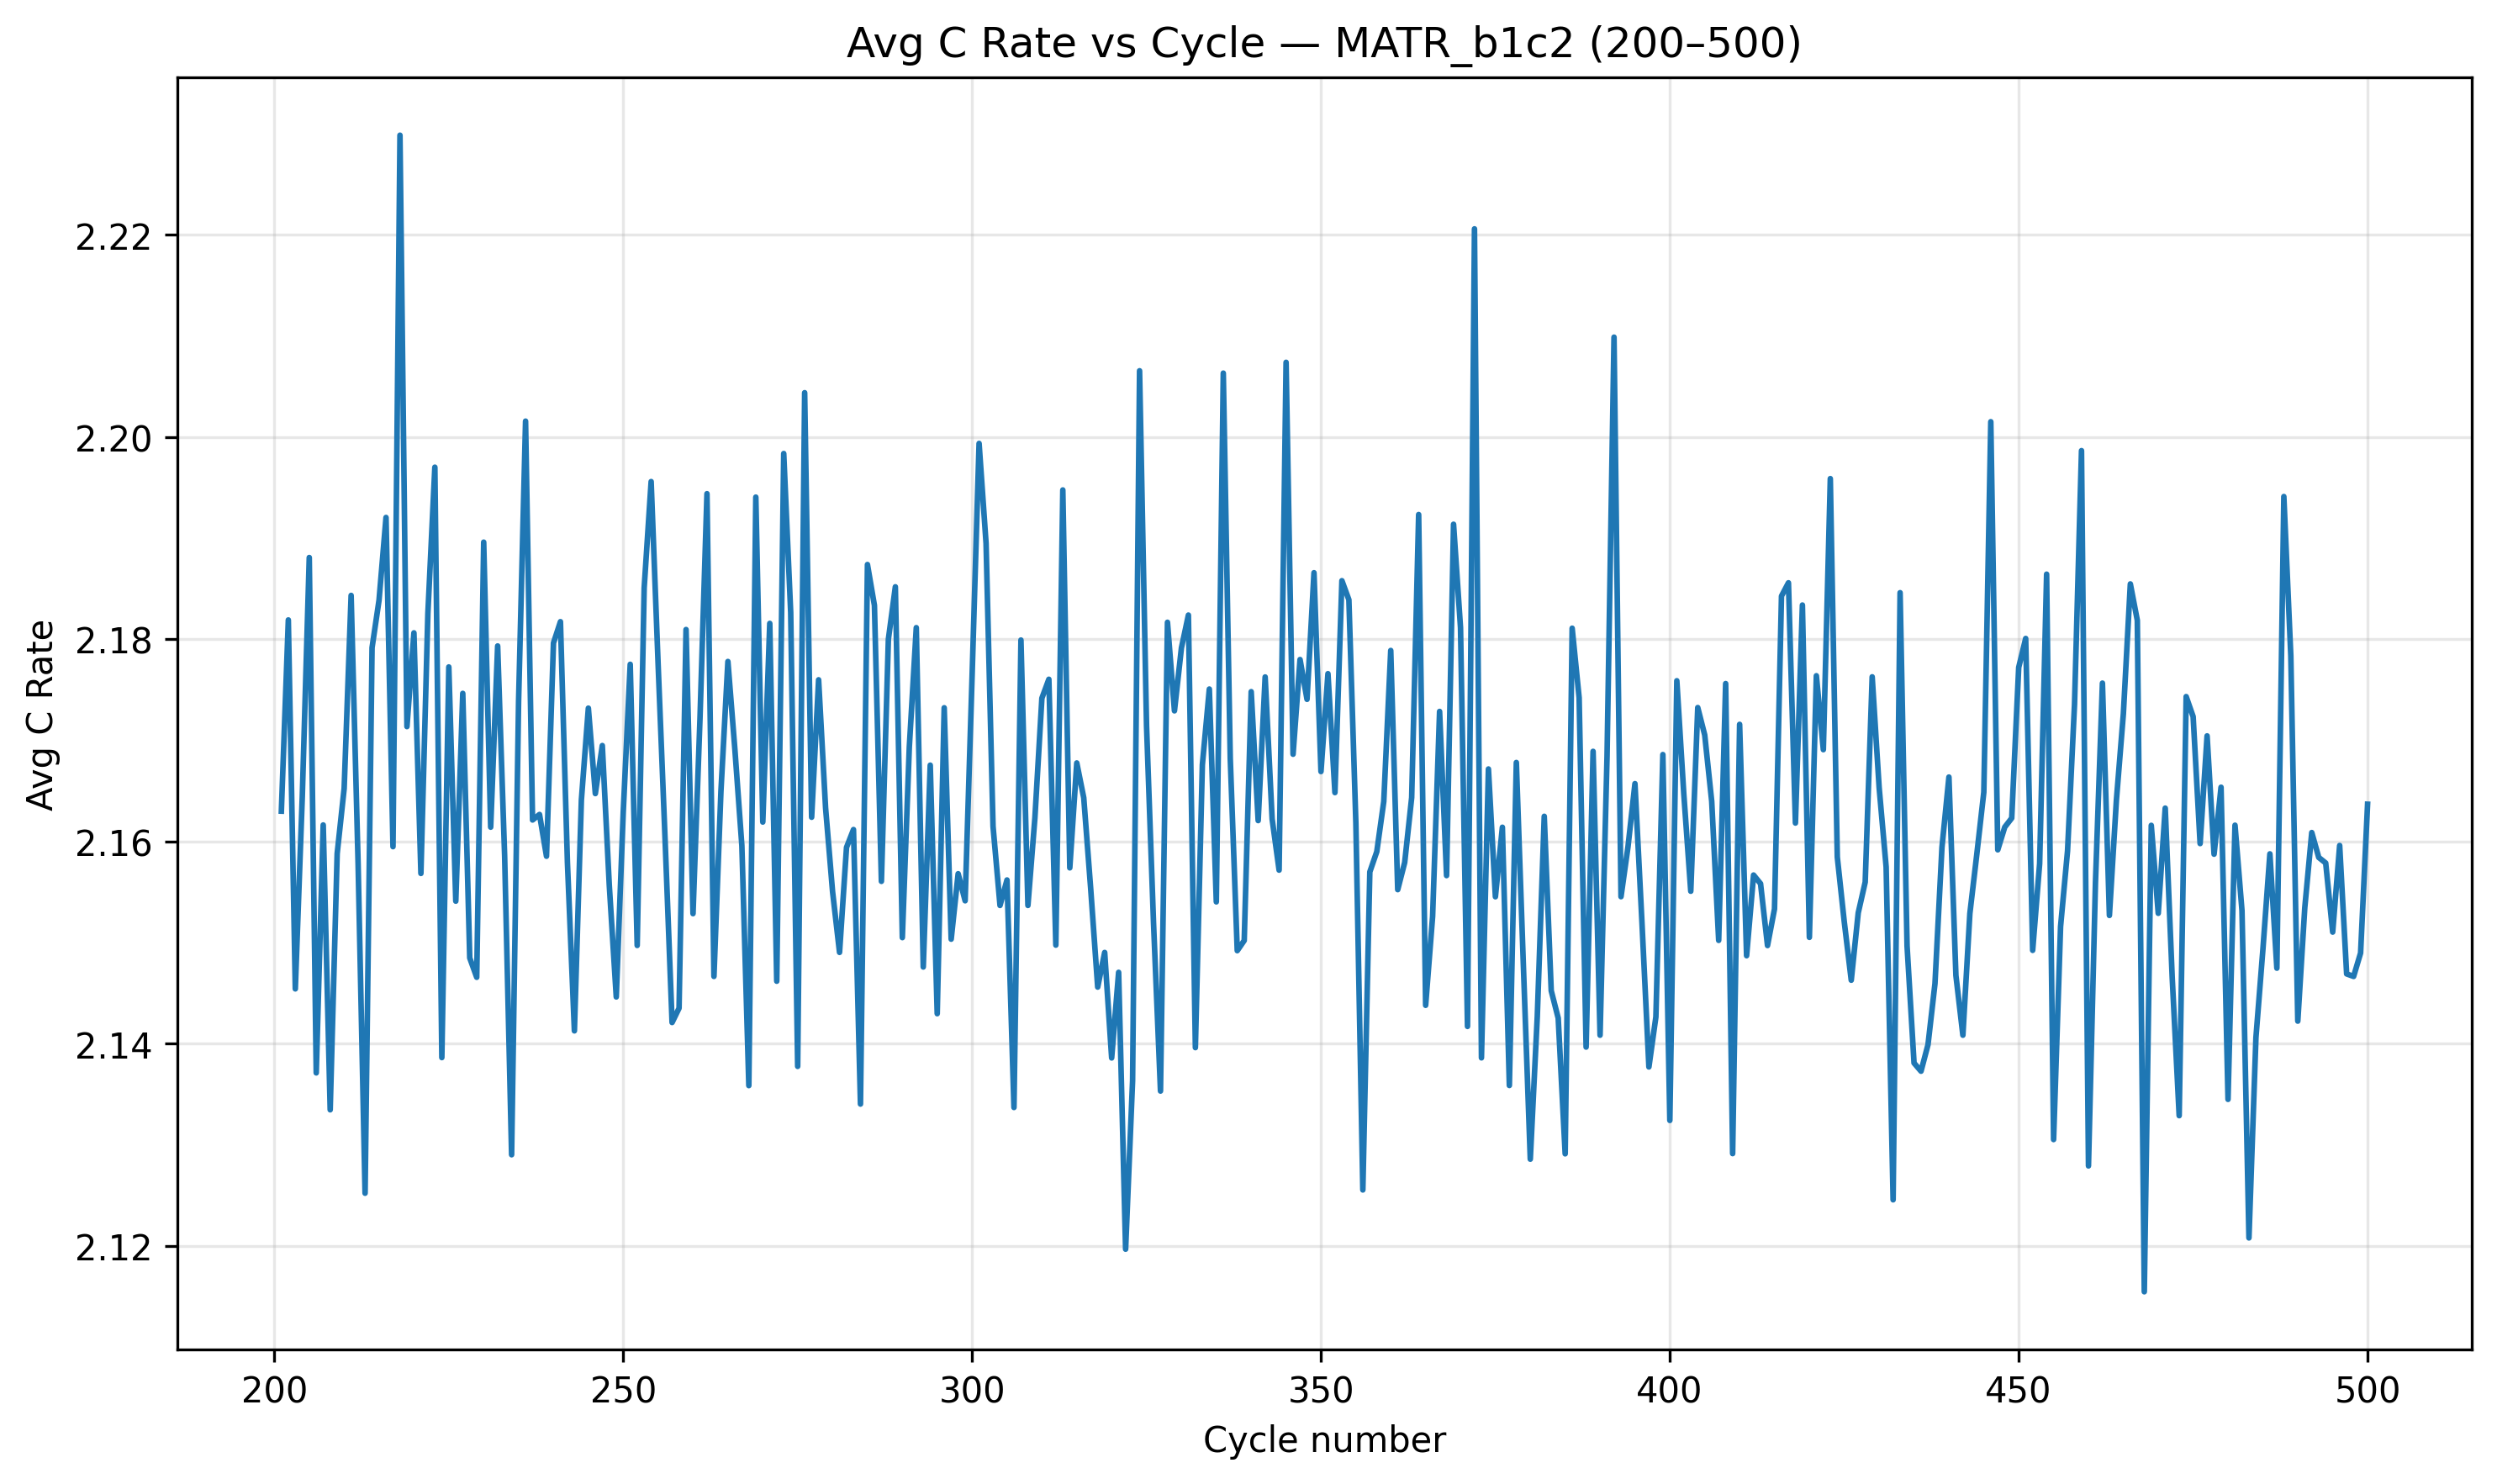 Avg C Rate vs Cycle — MATR_b1c2 (200–500)
Avg C Rate
2.22
2.20
2.18
2.16
2.14
2.12
200 250 300 350 400 450 500
Cycle number